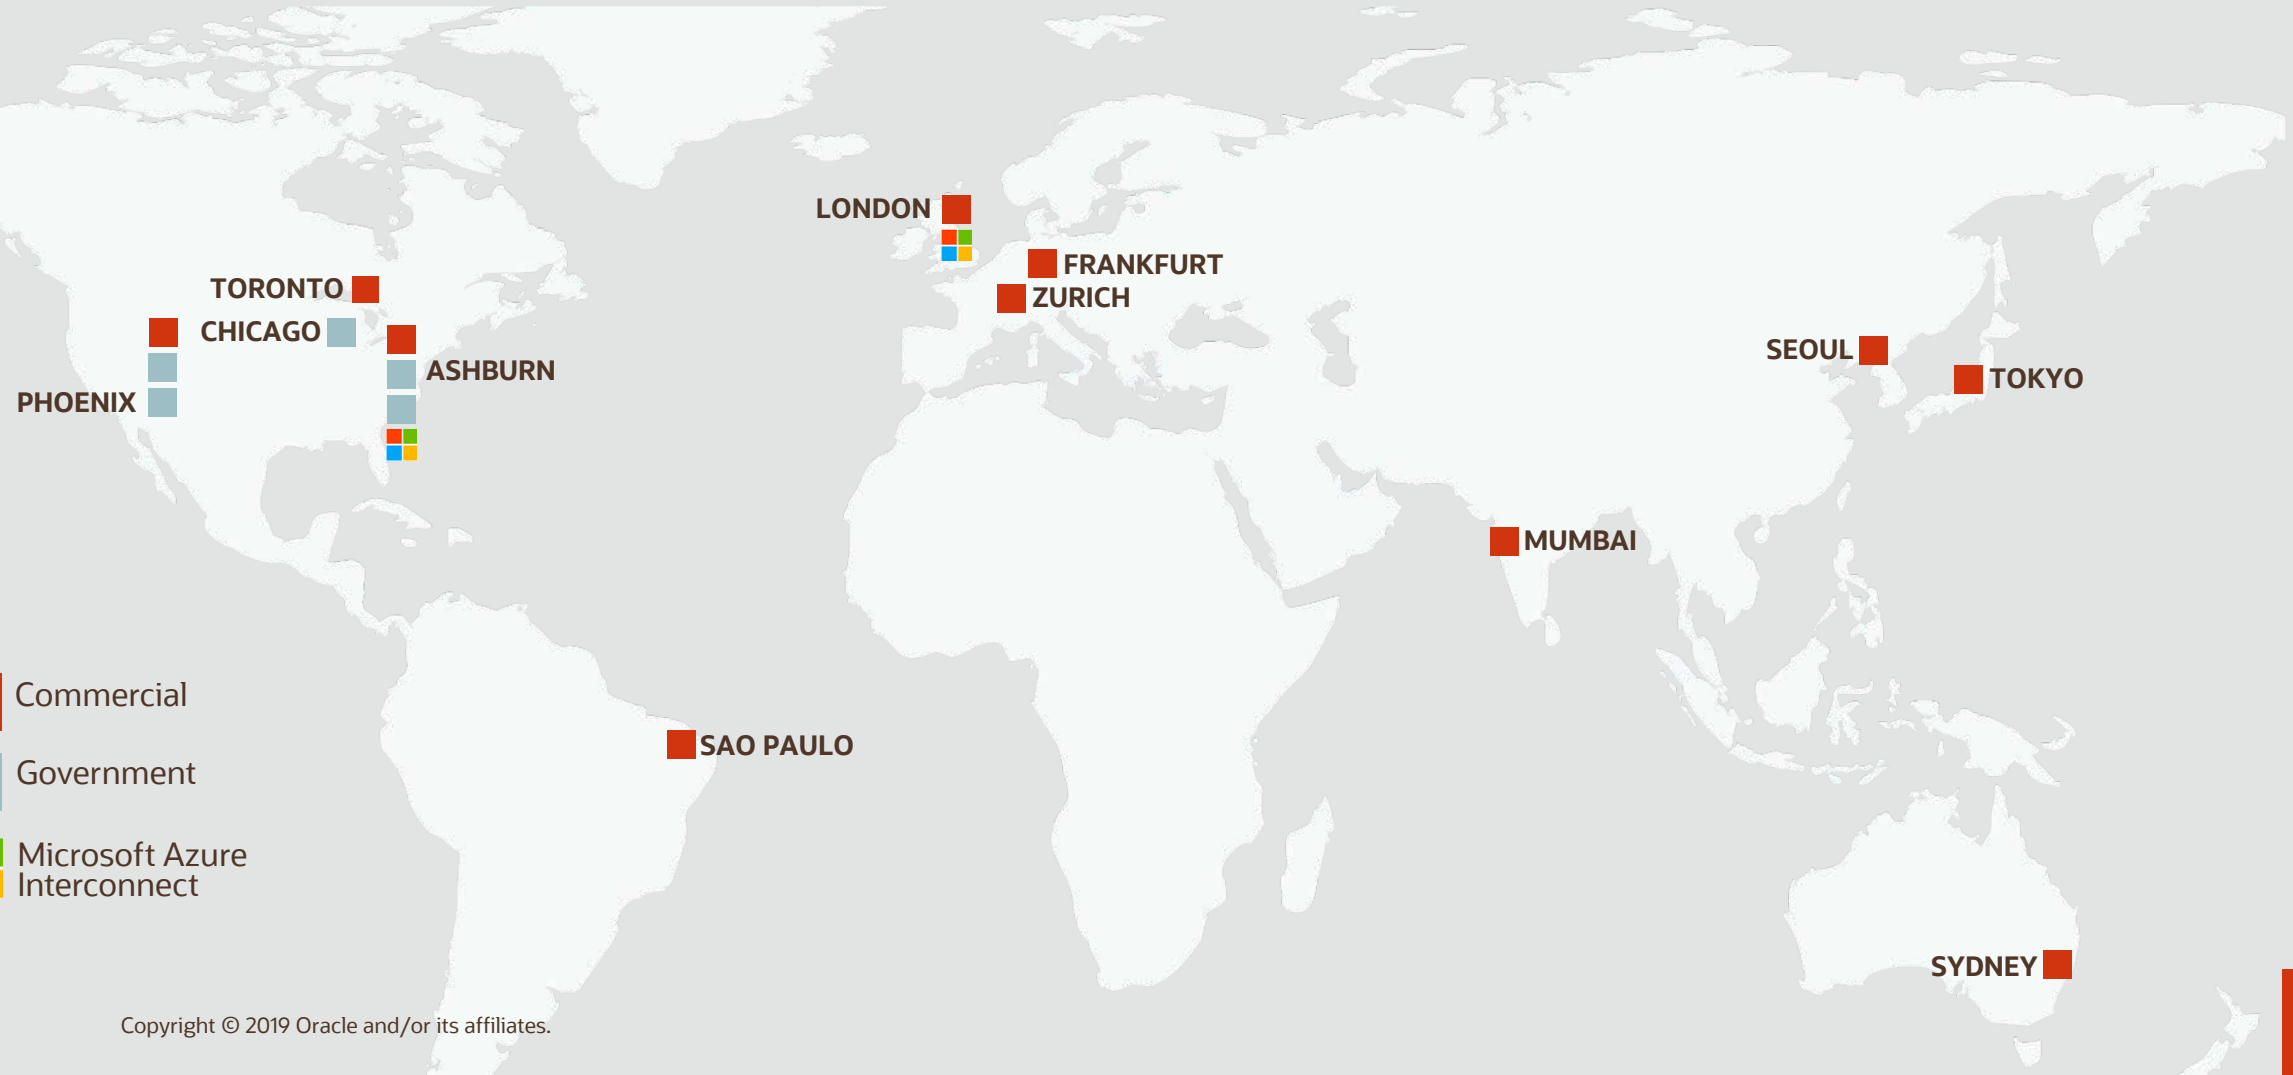 LONDON
FRANKFURT
ZURICH
TORONTO
CHICAGO
ASHBURN
PHOENIX
SEOUL
TOKYO
MUMBAI
SAO PAULO
SYDNEY
Commercial
Government
Microsoft Azure
Interconnect
Copyright © 2019 Oracle and/or its affiliates.